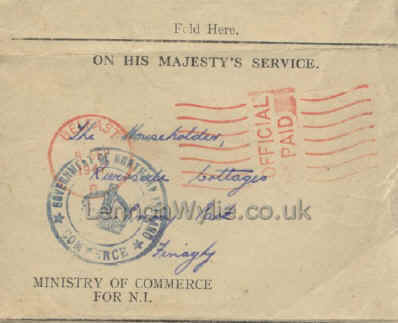 Fold Here.
ON HIS MAJESTY'S SERVICE.
BELFAST
OFFICIAL
PAID
The Householder,
Riverside Cottages
Finaghy
GOVERNMENT OF NORTHERN IRELAND
COMMERCE
LennonWylie.co.uk
MINISTRY OF COMMERCE
FOR N.I.